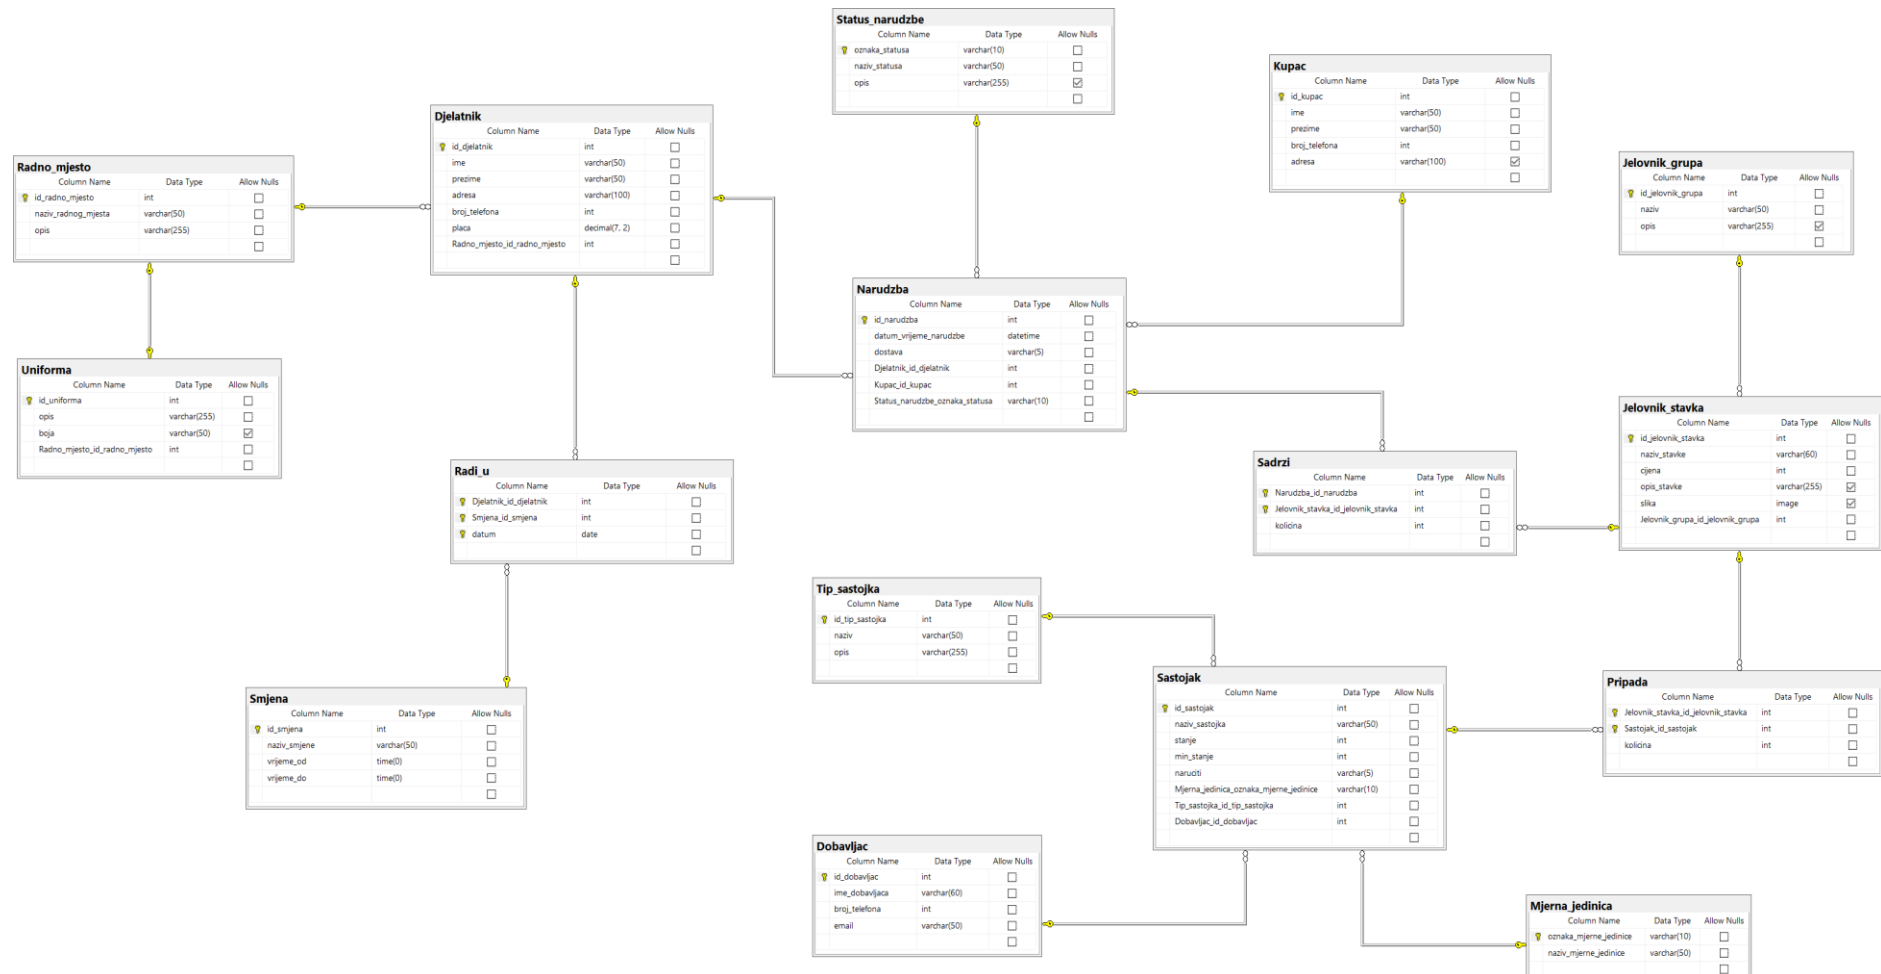 Status_narudzbe
Column Name Data Type Allow Nulls
oznaka_statusa varchar(10)
naziv_statusa varchar(50)
opis varchar(255)
Kupac
Column Name Data Type Allow Nulls
id_kupac int
ime varchar(50)
prezime varchar(50)
broj_telefona int
adresa varchar(100)
Djelatnik
Column Name Data Type Allow Nulls
id_djelatnik int
ime varchar(50)
prezime varchar(50)
adresa varchar(100)
broj_telefona int
placa decimal(7, 2)
Radno_mjesto_id_radno_mjesto int
Radno_mjesto
Column Name Data Type Allow Nulls
id_radno_mjesto int
naziv_radnog_mjesta varchar(50)
opis varchar(255)
Jelovnik_grupa
Column Name Data Type Allow Nulls
id_jelovnik_grupa int
naziv varchar(50)
opis varchar(255)
Narudzba
Column Name Data Type Allow Nulls
id_narudzba int
datum_vrijeme_narudzbe datetime
dostava varchar(5)
Djelatnik_id_djelatnik int
Kupac_id_kupac int
Status_narudzbe_oznaka_statusa varchar(10)
Uniforma
Column Name Data Type Allow Nulls
id_uniforma int
opis varchar(255)
boja varchar(50)
Radno_mjesto_id_radno_mjesto int
Jelovnik_stavka
Column Name Data Type Allow Nulls
id_jelovnik_stavka int
naziv_stavke varchar(60)
cijena int
opis_stavke varchar(255)
slika image
Jelovnik_grupa_id_jelovnik_grupa int
Radi_u
Column Name Data Type Allow Nulls
Djelatnik_id_djelatnik int
Smjena_id_smjena int
datum date
Sadrzi
Column Name Data Type Allow Nulls
Narudzba_id_narudzba int
Jelovnik_stavka_id_jelovnik_stavka int
kolicina int
Tip_sastojka
Column Name Data Type Allow Nulls
id_tip_sastojka int
naziv varchar(50)
opis varchar(255)
Sastojak
Column Name Data Type Allow Nulls
id_sastojak int
naziv_sastojka varchar(50)
stanje int
min_stanje int
naruciti varchar(5)
Mjerna_jedinica_oznaka_mjerne_jedinice varchar(10)
Tip_sastojka_id_tip_sastojka int
Dobavljac_id_dobavljac int
Pripada
Column Name Data Type Allow Nulls
Jelovnik_stavka_id_jelovnik_stavka int
Sastojak_id_sastojak int
kolicina int
Smjena
Column Name Data Type Allow Nulls
id_smjena int
naziv_smjene varchar(50)
vrijeme_od time(0)
vrijeme_do time(0)
Dobavljac
Column Name Data Type Allow Nulls
id_dobavljac int
ime_dobavljaca varchar(60)
broj_telefona int
email varchar(50)
Mjerna_jedinica
Column Name Data Type Allow Nulls
oznaka_mjerne_jedinice varchar(10)
naziv_mjerne_jedinice varchar(50)